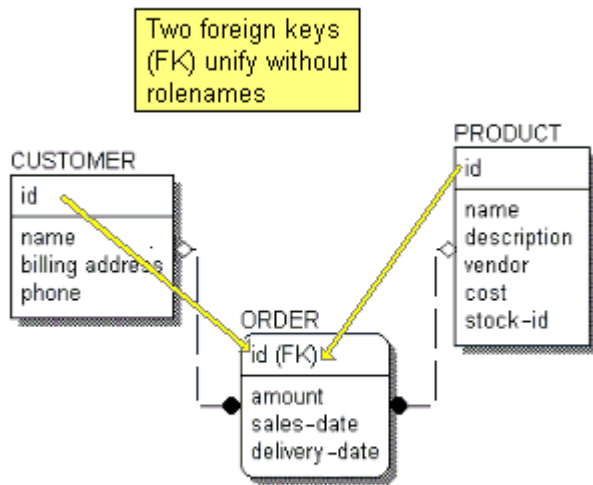 Two foreign keys
(FK) unify without
rolenames
CUSTOMER
id
name
billing address
phone
PRODUCT
id
name
description
vendor
cost
stock-id
ORDER
id (FK)
amount
sales-date
delivery-date